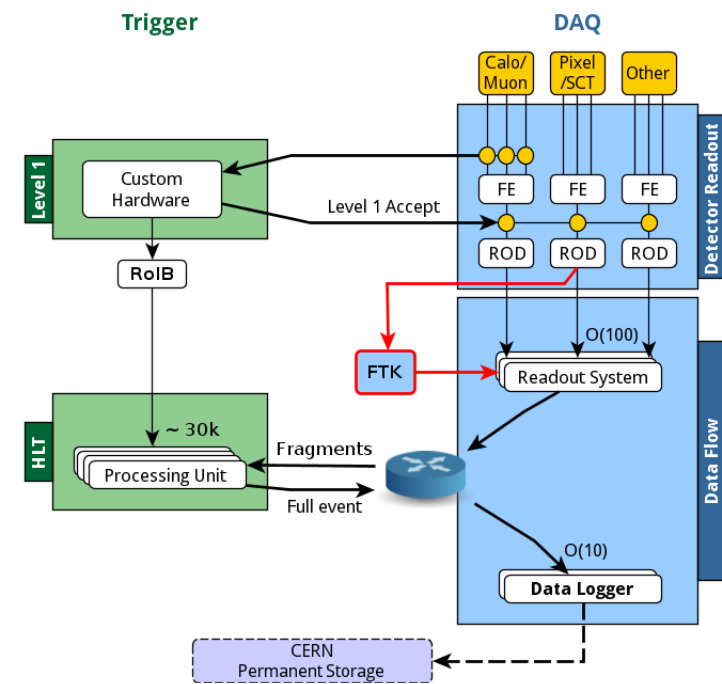 Trigger
DAQ
Calo/
Muon
Pixel
/SCT
Other
Level 1
Custom
Hardware
FE
FE
FE
Level 1 Accept
ROD
ROD
ROD
Detector Readout
RoIB
O(100)
FTK
Readout System
HLT
~ 30k
Processing Unit
Fragments
Full event
O(10)
Data Logger
Data Flow
CERN
Permanent Storage